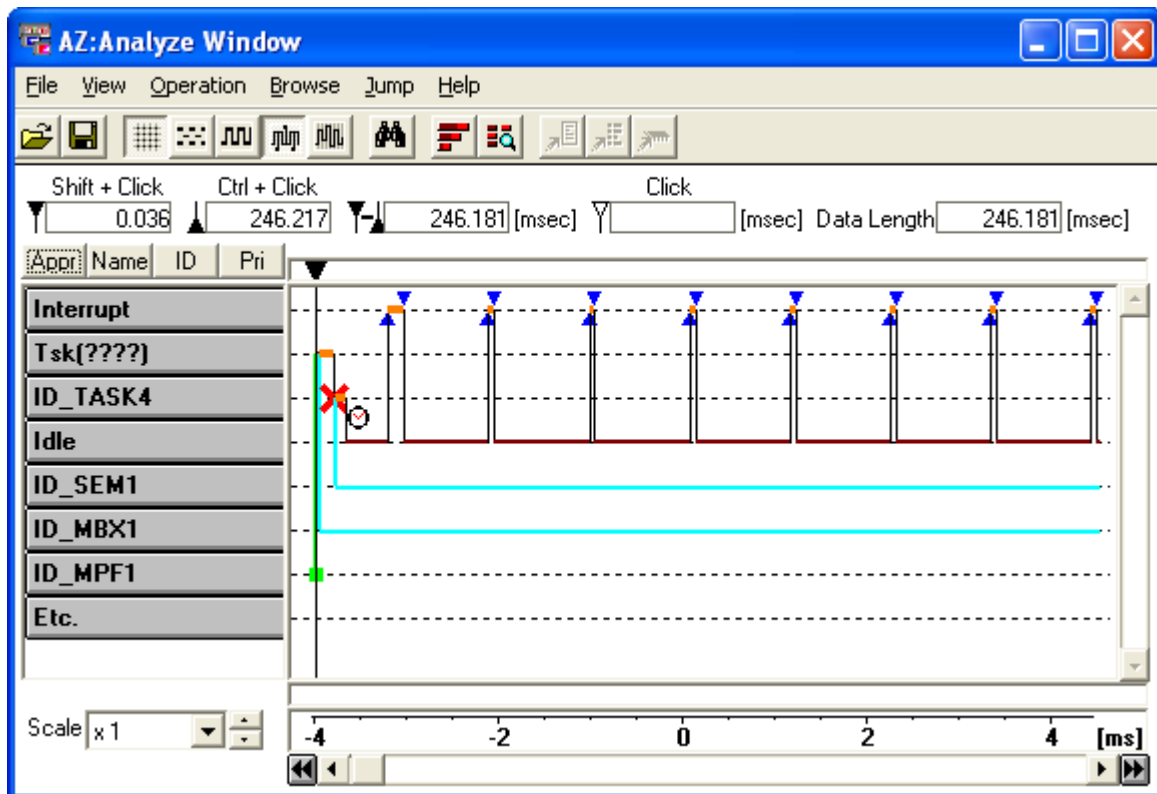 AZ:Analyze Window
File View Operation Browse Jump Help
Shift + Click Ctrl + Click Click
0.036 246.217 246.181 [msec] [msec] Data Length 246.181 [msec]
Appr Name ID Pri
Interrupt
Tsk(????)
ID_TASK4
Idle
ID_SEM1
ID_MBX1
ID_MPF1
Etc.
Scale x 1
-4 -2 0 2 4 [ms]